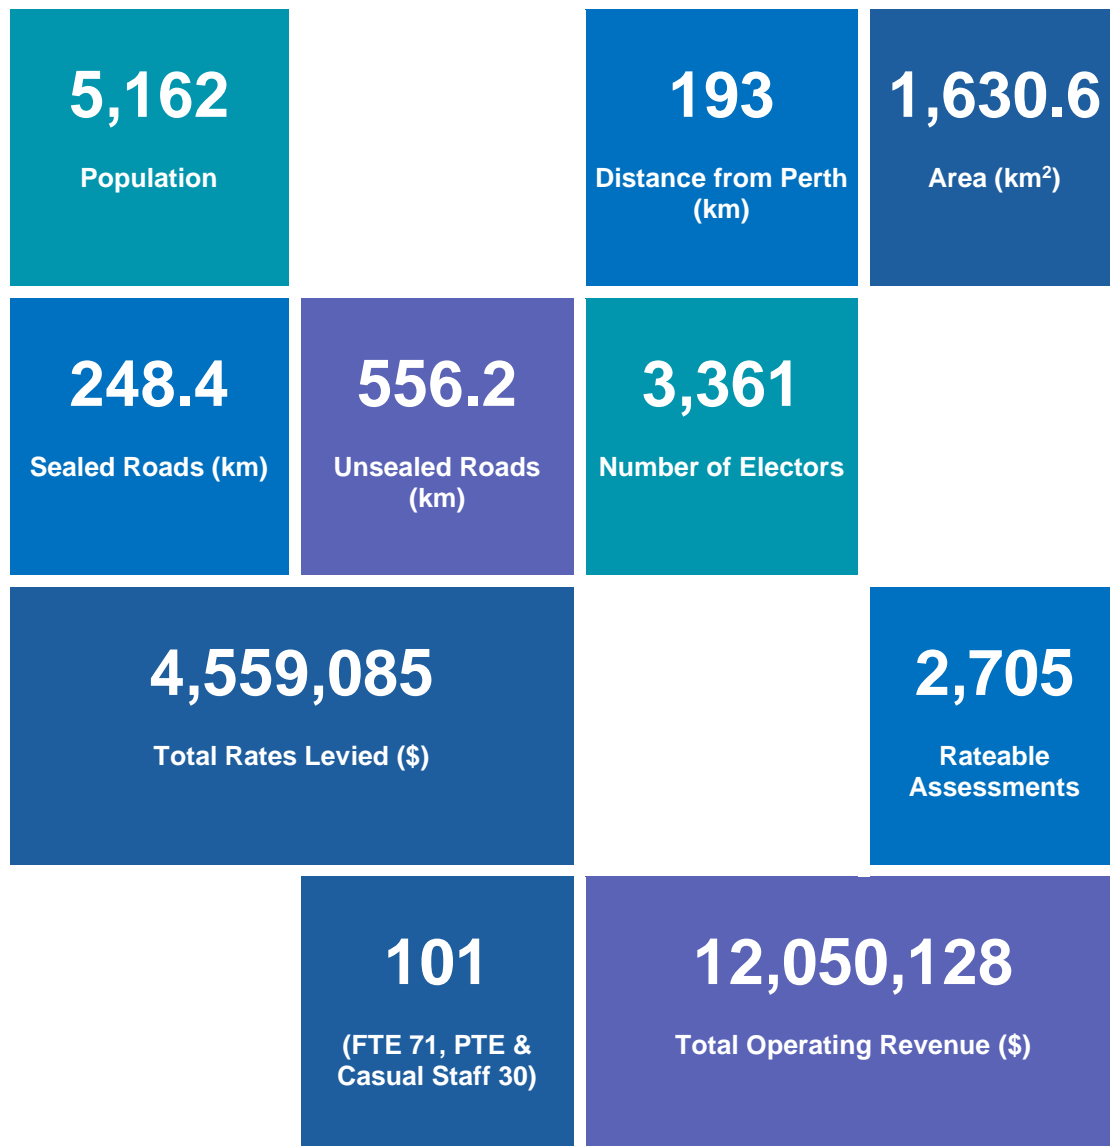 5,162
Population
193
Distance from Perth
(km)
1,630.6
Area (km²)
248.4
Sealed Roads (km)
556.2
Unsealed Roads
(km)
3,361
Number of Electors
4,559,085
Total Rates Levied ($)
2,705
Rateable
Assessments
101
(FTE 71, PTE &
Casual Staff 30)
12,050,128
Total Operating Revenue ($)